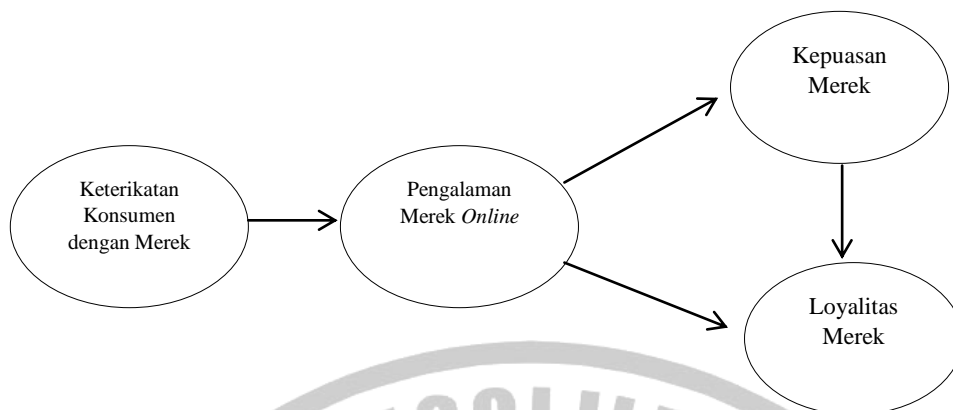 Kepuasan
Merek
Keterikatan
Konsumen
dengan Merek
Pengalaman
Merek Online
Loyalitas
Merek